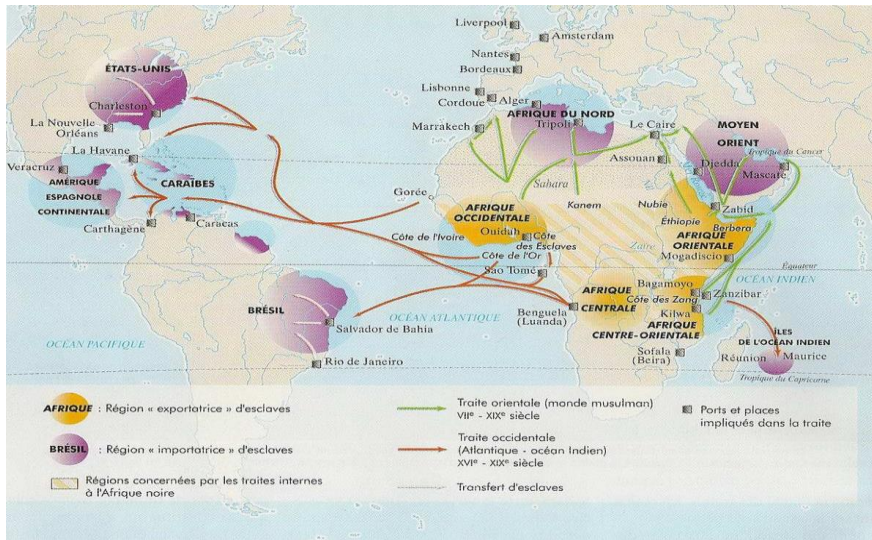 Liverpool
Amsterdam
Nantes
Bordeaux
ÉTATS-UNIS
Charleston
La Nouvelle
Orléans
Lisbonne
Cordoue
Alger
Marrakech
AFRIQUE DU NORD
Tripoli
Le Caire
MOYEN
ORIENT
La Havane
Tropique du Cancer
Veracruz
Assouan
Djedda
Mascate
AMÉRIQUE
ESPAGNOLE
CONTINENTALE
CARAÏBES
Sahara
Gorée
Kanem
Nubie
Zabid
Carthagène
Caracas
AFRIQUE
OCCIDENTALE
Ouidah
Éthiopie
Berbera
Côte de l'Ivoire
Côte
des Esclaves
Côte de l'Or
Zaïre
AFRIQUE
ORIENTALE
Mogadiscio
Sao Tomé
Équateur
OCÉAN INDIEN
BRÉSIL
Salvador de Bahia
OCÉAN ATLANTIQUE
Benguela
(Luanda)
AFRIQUE
CENTRALE
Bagamoyo
Zanzibar
Côte des Zang
Kilwa
AFRIQUE
CENTRE-ORIENTALE
OCÉAN PACIFIQUE
Rio de Janeiro
Sofala
(Beira)
ÎLES
DE L'OCÉAN INDIEN
Réunion
Maurice
Tropique du Capricorne
AFRIQUE : Région « exportatrice » d'esclaves
BRÉSIL : Région « importatrice » d'esclaves
Régions concernées par les traites internes
à l'Afrique noire
Traite orientale (monde musulman)
VIIe - XIXe siècle
Traite occidentale
(Atlantique - océan Indien)
XVIe - XIXe siècle
Transfert d'esclaves
Ports et places
impliqués dans la traite